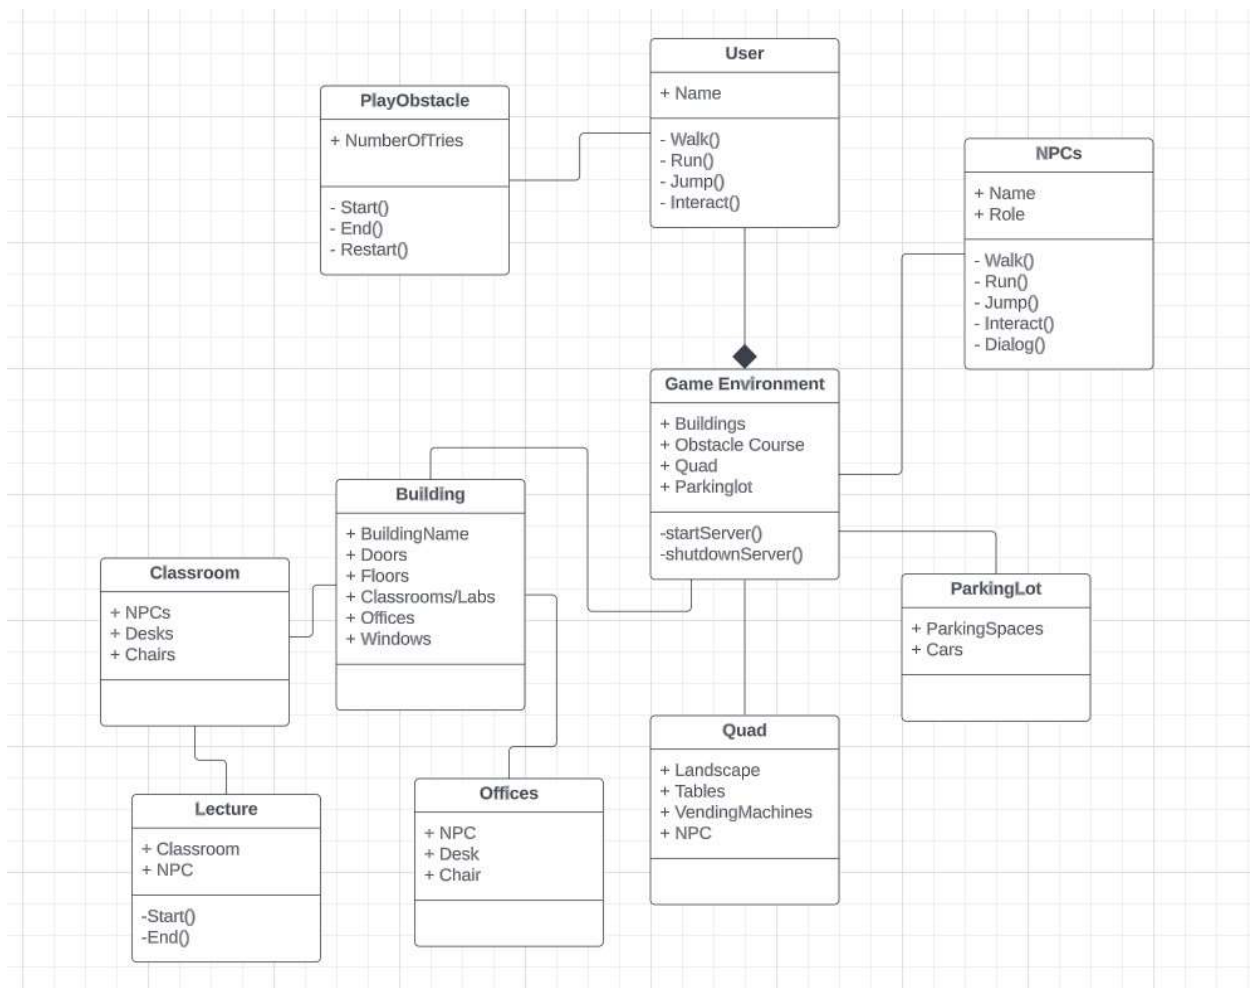 User
+ Name
- Walk()
- Run()
- Jump()
- Interact()
PlayObstacle
+ NumberOfTries
- Start()
- End()
- Restart()
NPCs
+ Name
+ Role
- Walk()
- Run()
- Jump()
- Interact()
- Dialog()
Game Environment
+ Buildings
+ Obstacle Course
+ Quad
+ Parkinglot
-startServer()
-shutdownServer()
Building
+ BuildingName
+ Doors
+ Floors
+ Classrooms/Labs
+ Offices
+ Windows
Classroom
+ NPCs
+ Desks
+ Chairs
ParkingLot
+ ParkingSpaces
+ Cars
Quad
+ Landscape
+ Tables
+ VendingMachines
+ NPC
Offices
+ NPC
+ Desk
+ Chair
Lecture
+ Classroom
+ NPC
-Start()
-End()